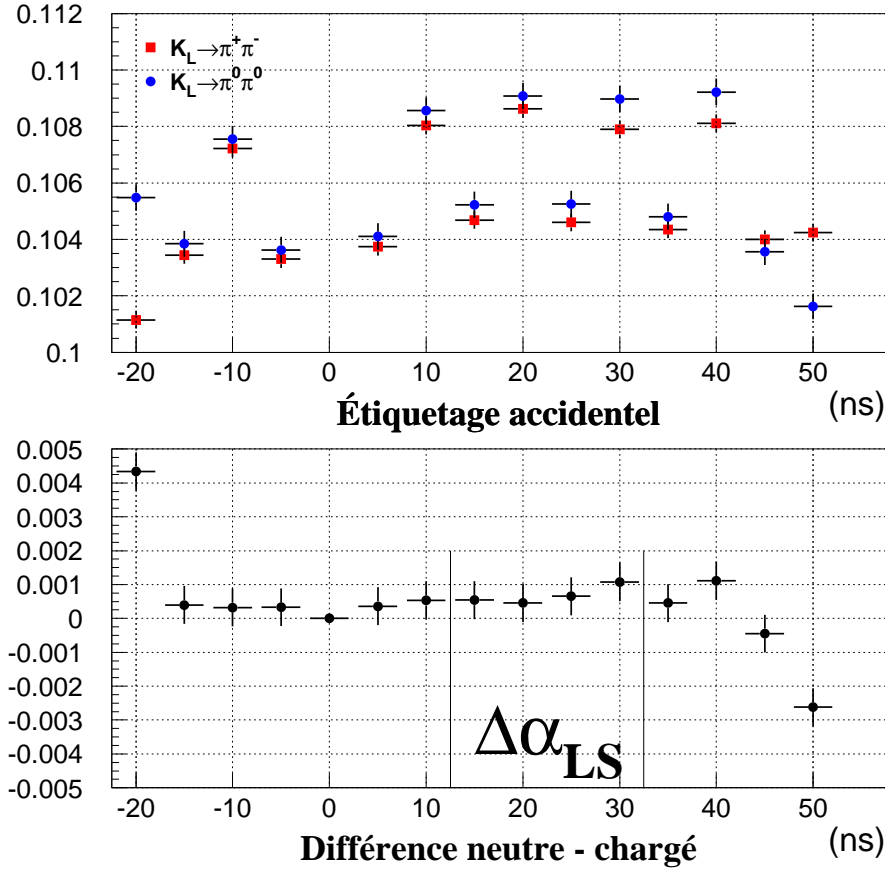 0.112
K_L→π⁺π⁻
K_L→π⁰π⁰
0.11
0.108
0.106
0.104
0.102
0.1
-20 -10 0 10 20 30 40 50
Étiquetage accidentel (ns)
0.005
0.004
0.003
0.002
0.001
0
-0.001
-0.002
-0.003
-0.004
-0.005
Δα_LS
-20 -10 0 10 20 30 40 50
Différence neutre - chargé (ns)